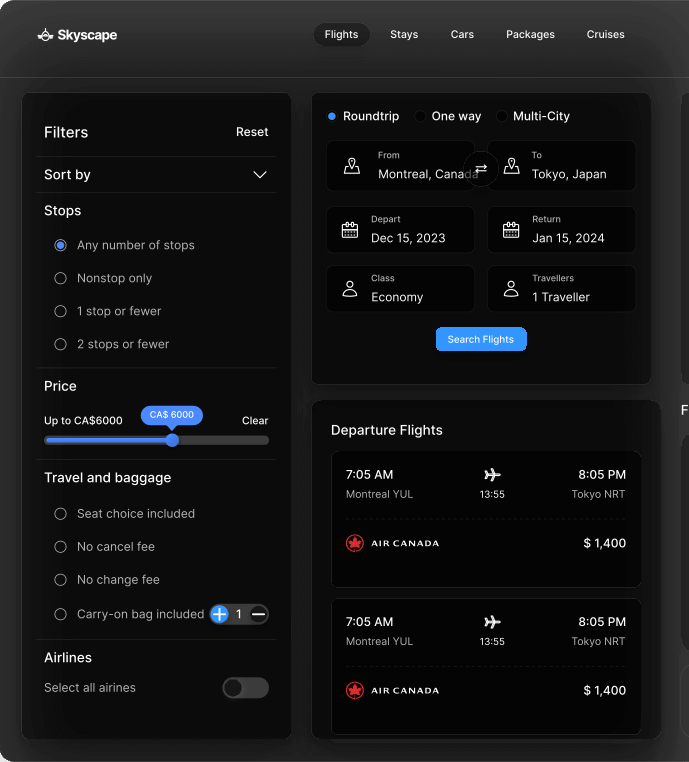 Skyscape
Flights Stays Cars Packages Cruises
Filters Reset
Sort by
Stops
Any number of stops
Nonstop only
1 stop or fewer
2 stops or fewer
Price
CA$ 6000
Up to CA$6000 Clear
Travel and baggage
Seat choice included
No cancel fee
No change fee
Carry-on bag included 1
Airlines
Select all airines
Roundtrip One way Multi-City
From To
Montreal, Canada Tokyo, Japan
Depart Return
Dec 15, 2023 Jan 15, 2024
Class Travellers
Economy 1 Traveller
Search Flights
Departure Flights
7:05 AM 8:05 PM
Montreal YUL 13:55 Tokyo NRT
AIR CANADA $ 1,400
7:05 AM 8:05 PM
Montreal YUL 13:55 Tokyo NRT
AIR CANADA $ 1,400
F